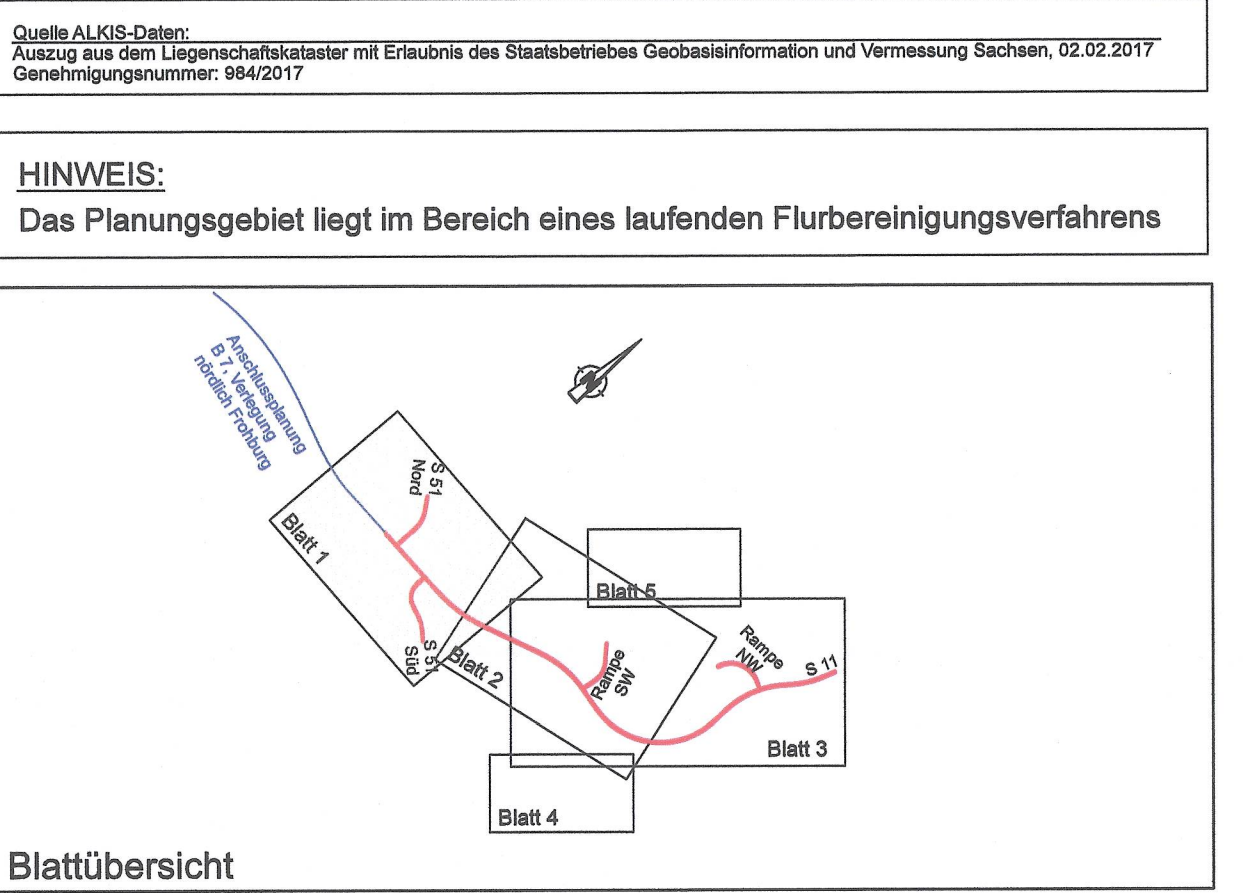 Quelle ALKIS-Daten:
Auszug aus dem Liegenschaftskataster mit Erlaubnis des Staatsbetriebes Geobasisinformation und Vermessung Sachsen, 02.02.2017
Genehmigungsnummer: 984/2017
HINWEIS:
Das Planungsgebiet liegt im Bereich eines laufenden Flurbereinigungsverfahrens
Anschlussplanung
B 7, Verlegung
nördlich Frohburg
N
S 51
Nord
Blatt 1
S 51
Süd
Blatt 2
Blatt 5
Rampe
SW
Rampe
NW
S 11
Blatt 3
Blatt 4
Blattübersicht